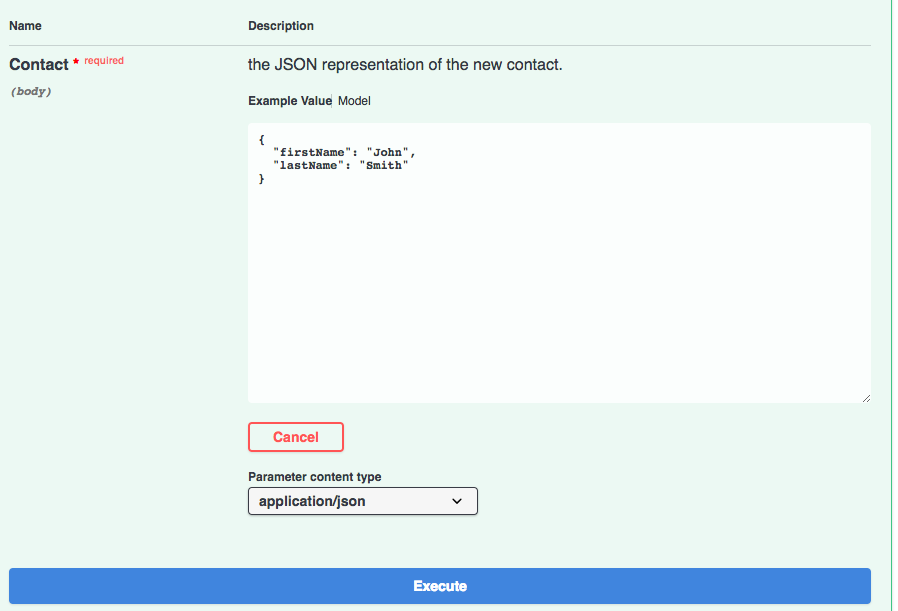 Name Description
Contact * required the JSON representation of the new contact.
(body)
Example Value Model
{
"firstName": "John",
"lastName": "Smith"
}
Cancel
Parameter content type
application/json
Execute